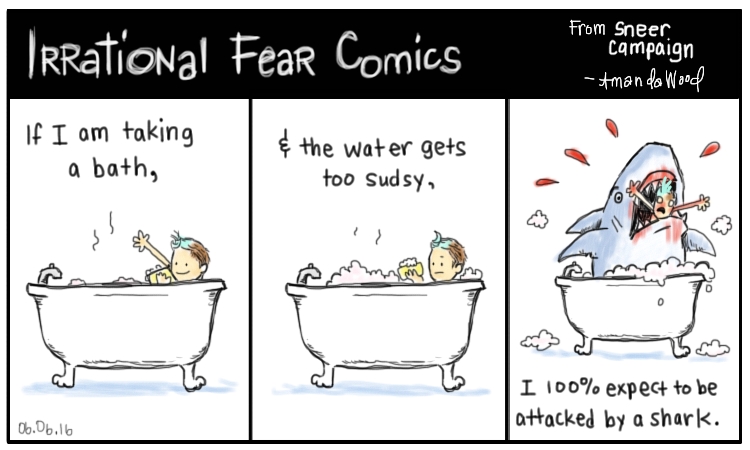 Irrational Fear Comics
From Sneer
Campaign
- Amanda Wood
If I am taking
a bath,
& the water gets
too sudsy,
I 100% expect to be
attacked by a shark.
06.06.16